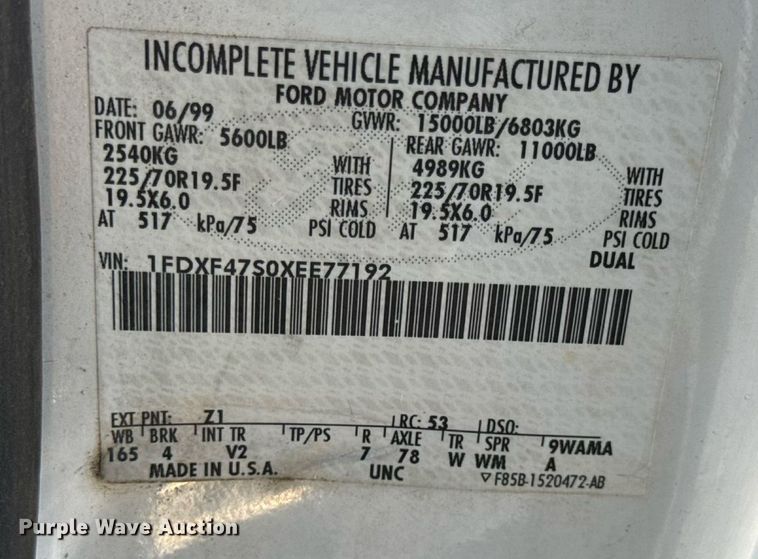 INCOMPLETE VEHICLE MANUFACTURED BY
FORD MOTOR COMPANY
DATE: 06/99 GVWR: 15000LB/6803KG
FRONT GAWR: 5600LB REAR GAWR: 11000LB
2540KG WITH 4989KG WITH
225/70R19.5F TIRES 225/70R19.5F TIRES
19.5X6.0 RIMS 19.5X6.0 RIMS
AT 517 kPa/75 PSI COLD AT 517 kPa/75 PSI COLD
DUAL
VIN: 1FDXF47S0XEE77192
EXT PNT: Z1 RC: 53 DSO:
WB BRK INT TR TP/PS R AXLE TR SPR 9WAMA
165 4 V2 7 78 W WM A
MADE IN U.S.A. UNC ▽ F85B-1520472-AB
Purple Wave Auction
Purple Wave Auction